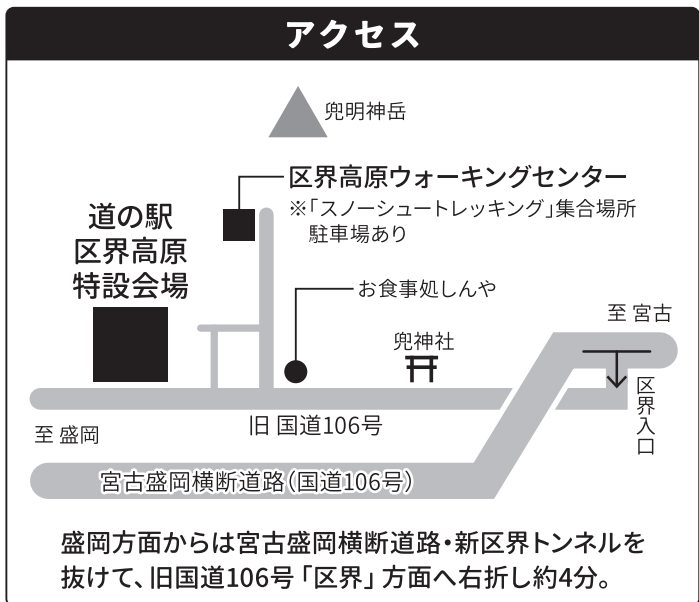 アクセス
兜明神岳
区界高原ウォーキングセンター
※「スノーシュートレッキング」集合場所
駐車場あり
道の駅
区界高原
特設会場
お食事処しんや
至 宮古
兜神社
区界入口
旧 国道106号
至 盛岡
宮古盛岡横断道路(国道106号)
盛岡方面からは宮古盛岡横断道路・新区界トンネルを
抜けて、旧国道106号「区界」方面へ右折し約4分。